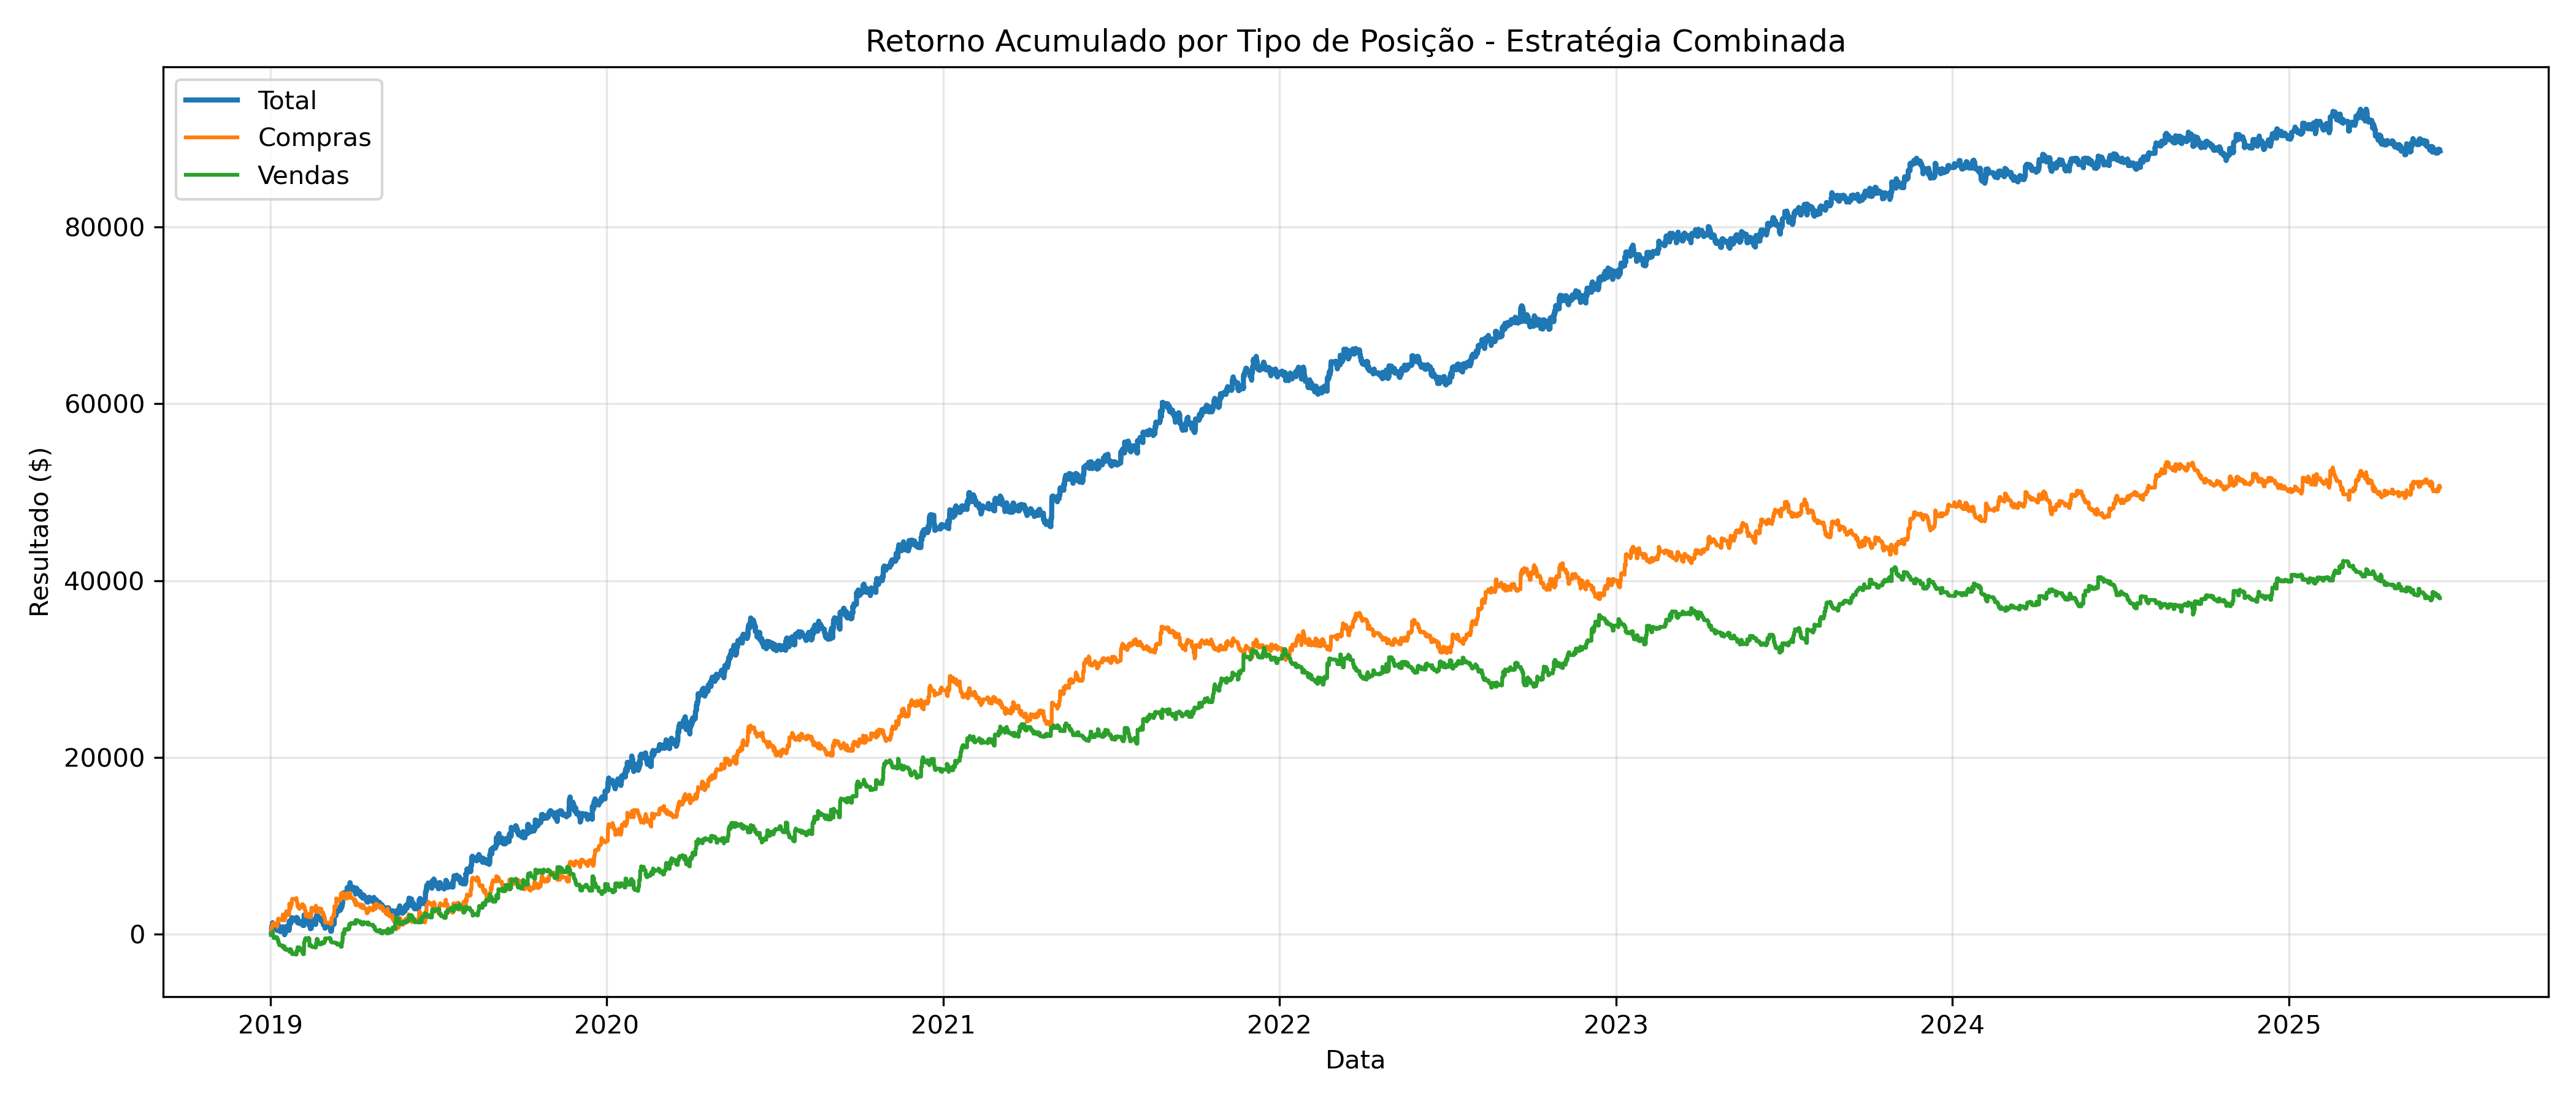 Retorno Acumulado por Tipo de Posição - Estratégia Combinada
Total
Compras
Vendas
80000
60000
40000
20000
0
Resultado ($)
2019 2020 2021 2022 2023 2024 2025
Data